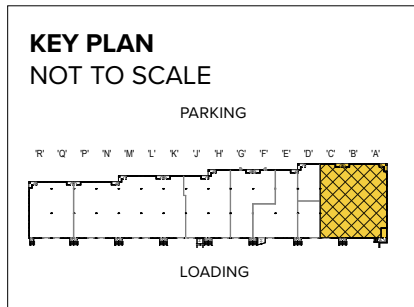 KEY PLAN
NOT TO SCALE
PARKING
'R' 'Q' 'P' 'N' 'M' 'L' 'K' 'J' 'H' 'G' 'F' 'E' 'D' 'C' 'B' 'A'
LOADING